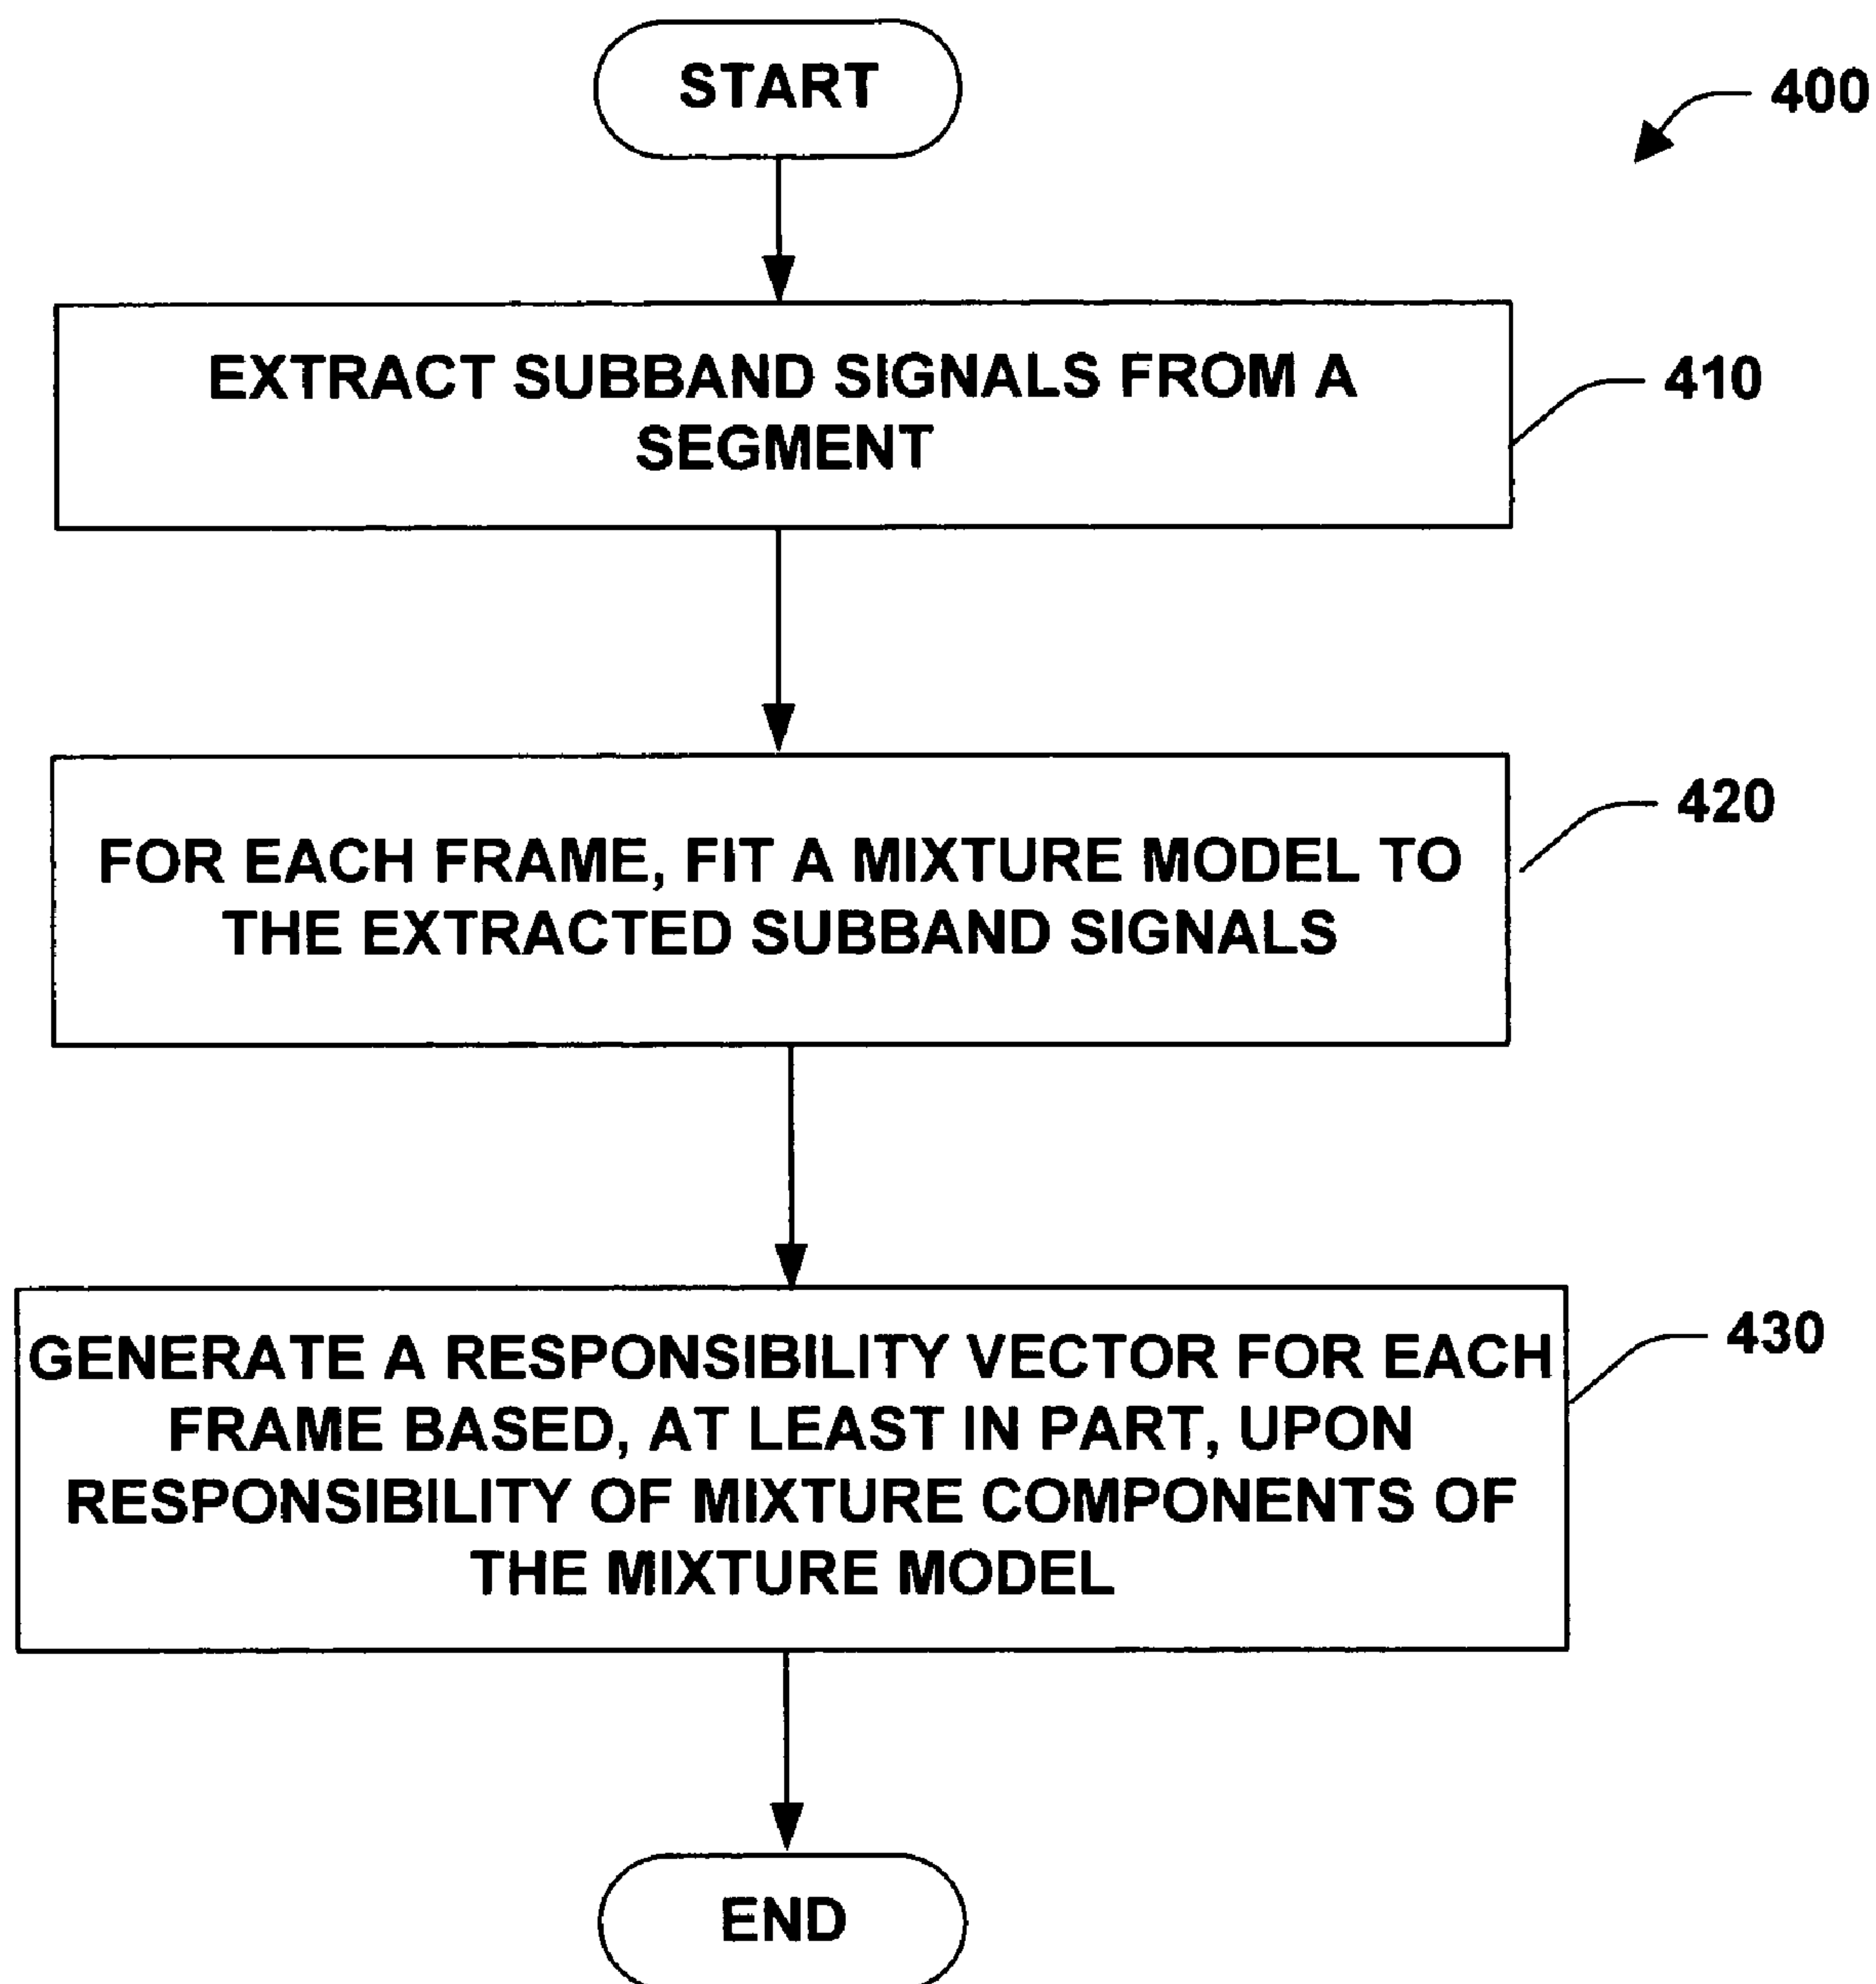 START
400
EXTRACT SUBBAND SIGNALS FROM A
SEGMENT
410
FOR EACH FRAME, FIT A MIXTURE MODEL TO
THE EXTRACTED SUBBAND SIGNALS
420
GENERATE A RESPONSIBILITY VECTOR FOR EACH
FRAME BASED, AT LEAST IN PART, UPON
RESPONSIBILITY OF MIXTURE COMPONENTS OF
THE MIXTURE MODEL
430
END